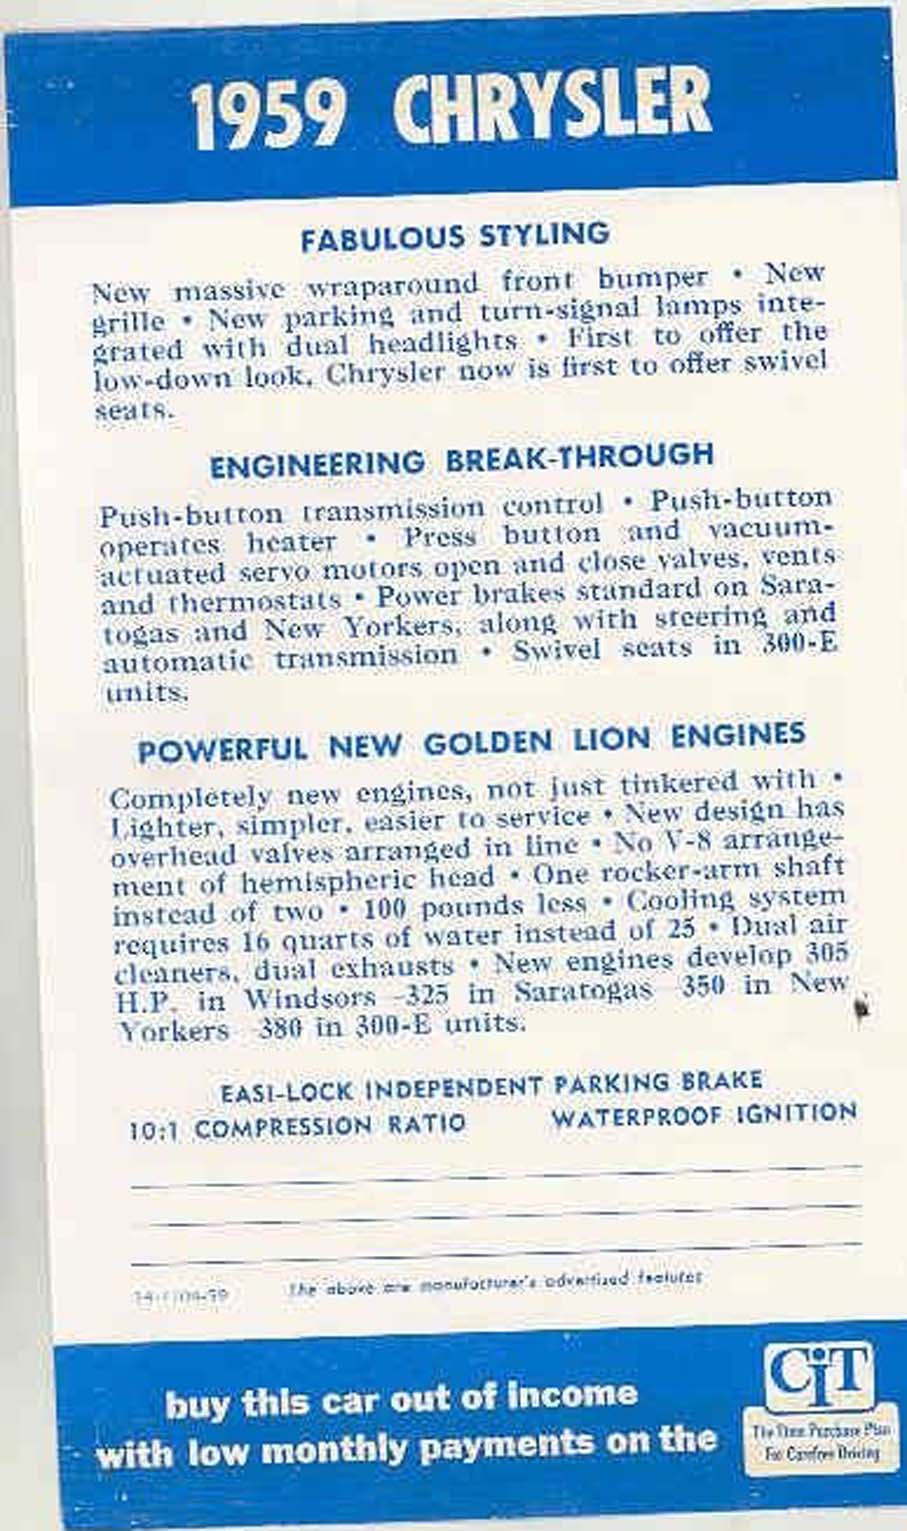 1959 CHRYSLER
FABULOUS STYLING
New massive wraparound front bumper • New
grille • New parking and turn-signal lamps inte-
grated with dual headlights • First to offer the
low-down look, Chrysler now is first to offer swivel
seats.
ENGINEERING BREAK-THROUGH
Push-button transmission control • Push-button
operates heater • Press button and vacuum-
actuated servo motors open and close valves, vents
and thermostats • Power brakes standard on Sara-
togas and New Yorkers, along with steering and
automatic transmission • Swivel seats in 300-E
units.
POWERFUL NEW GOLDEN LION ENGINES
Completely new engines, not just tinkered with •
Lighter, simpler, easier to service • New design has
overhead valves arranged in line • No V-8 arrange-
ment of hemispheric head • One rocker-arm shaft
instead of two • 100 pounds less • Cooling system
requires 16 quarts of water instead of 25 • Dual air
cleaners, dual exhausts • New engines develop 305
H.P. in Windsors –325 in Saratogas 350 in New
Yorkers 380 in 300-E units.
EASI-LOCK INDEPENDENT PARKING BRAKE
10:1 COMPRESSION RATIO WATERPROOF IGNITION
The above are manufacturer's advertised features
buy this car out of income
with low monthly payments on the
CiT
The Time Purchase Plan
For Carefree Driving